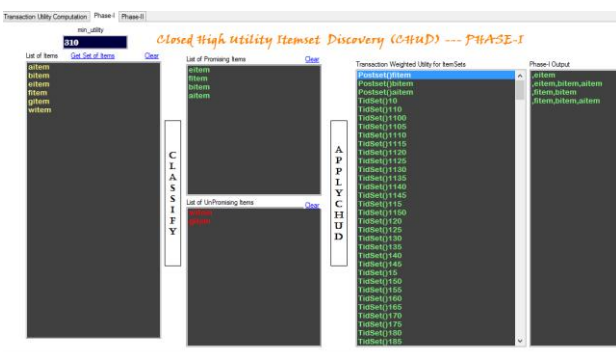 Transaction Utility Computation Phase-I Phase-II
min_utility
310
Closed High Utility Itemset Discovery (CHUD) --- PHASE-I
List of Items Get Set of Items Clear
aitem
bitem
eitem
fitem
gitem
witem
C
L
A
S
S
I
F
Y
List of Promising Items Clear
eitem
fitem
bitem
aitem
List of UnPromising Items Clear
gitem
A
P
P
L
Y
C
H
U
D
Transaction Weighted Utility for ItemSets
Postset()fitem
Postset()bitem
Postset()aitem
TidSet()10
TidSet()110
TidSet()1100
TidSet()1105
TidSet()1110
TidSet()1115
TidSet()1120
TidSet()1125
TidSet()1130
TidSet()1135
TidSet()1140
TidSet()1145
TidSet()115
TidSet()1150
TidSet()120
TidSet()125
TidSet()130
TidSet()135
TidSet()140
TidSet()145
TidSet()15
TidSet()150
TidSet()155
TidSet()160
TidSet()165
TidSet()170
TidSet()175
TidSet()180
TidSet()185
Phase-I Output
,eitem
,eitem,bitem,aitem
,fitem,bitem
,fitem,bitem,aitem